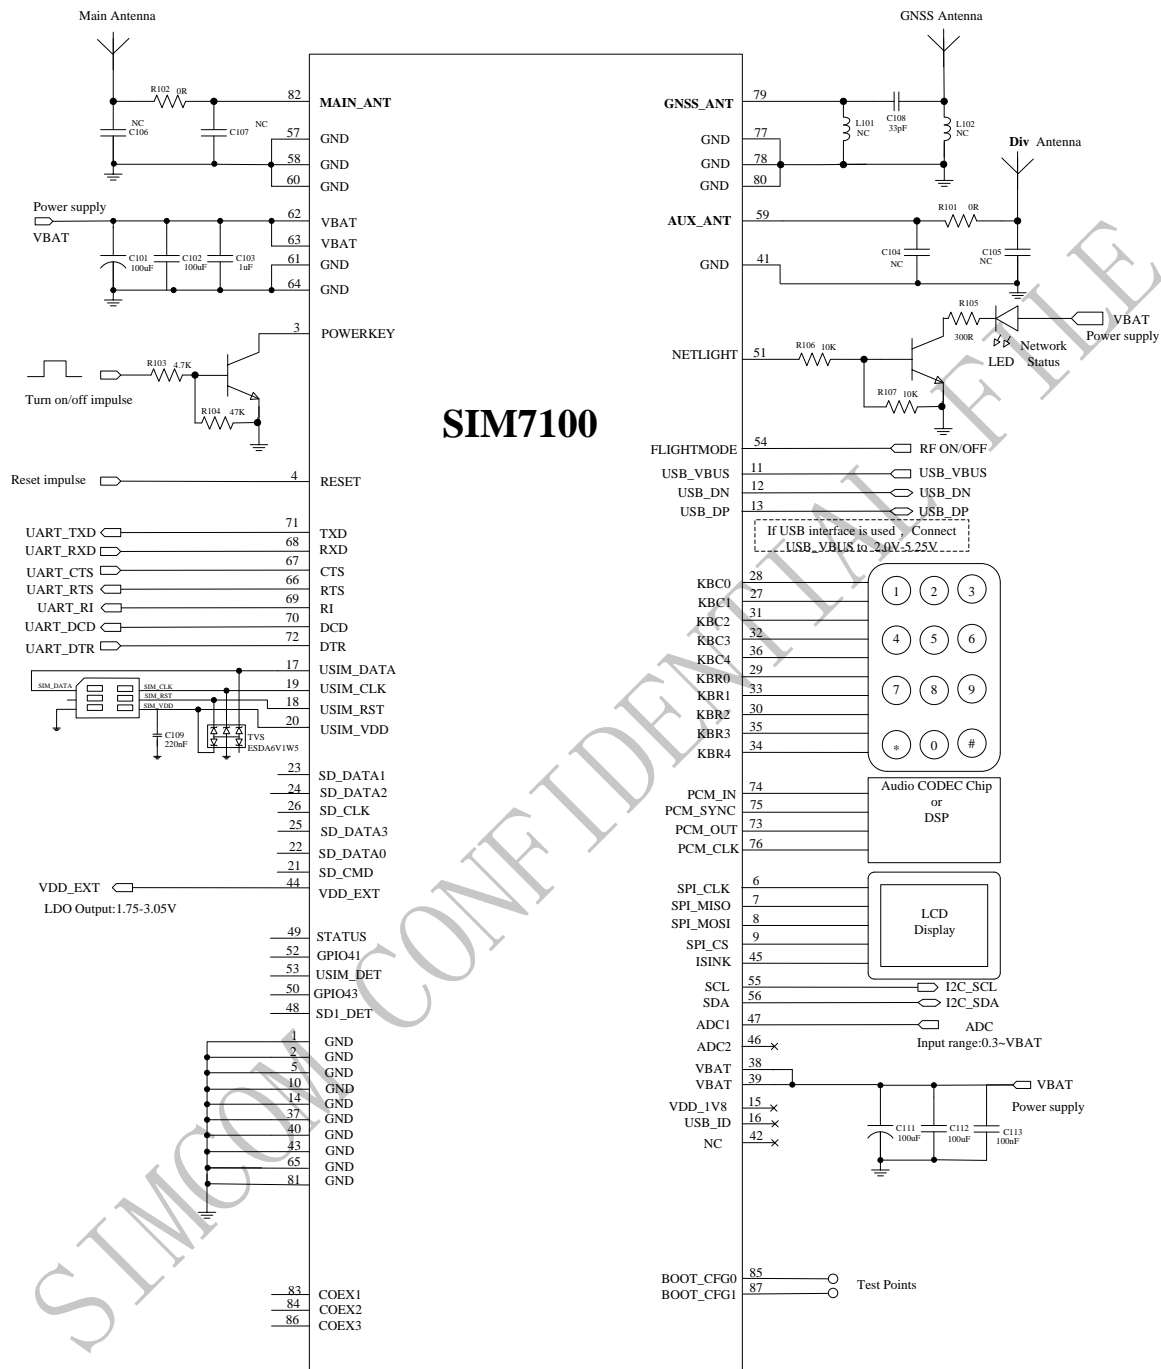 Main Antenna
R102 0R
82 MAIN_ANT
NC
C106
C107 NC
57 GND
58 GND
60 GND
Power supply
VBAT
62 VBAT
63 VBAT
61 GND
64 GND
C101
100uF
C102
100uF
C103
1uF
3 POWERKEY
R103 4.7K
R104 47K
Turn on/off impulse
SIM7100
Reset impulse
4 RESET
UART_TXD 71 TXD
UART_RXD 68 RXD
UART_CTS 67 CTS
UART_RTS 66 RTS
UART_RI 69 RI
UART_DCD 70 DCD
UART_DTR 72 DTR
17 USIM_DATA
19 USIM_CLK
18 USIM_RST
20 USIM_VDD
SIM_DATA
SIM_CLK
SIM_RST
SIM_VDD
C109
220nF
TVS
ESDA6V1W5
23 SD_DATA1
24 SD_DATA2
26 SD_CLK
25 SD_DATA3
22 SD_DATA0
21 SD_CMD
VDD_EXT 44 VDD_EXT
LDO Output:1.75-3.05V
49 STATUS
52 GPIO41
53 USIM_DET
50 GPIO43
48 SD1_DET
1 GND
2 GND
5 GND
10 GND
14 GND
37 GND
40 GND
43 GND
65 GND
81 GND
83 COEX1
84 COEX2
86 COEX3
GNSS Antenna
GNSS_ANT 79
L101
NC
C108
33pF
L102
NC
GND 77
GND 78
GND 80
Div Antenna
AUX_ANT 59
R101 0R
C104
NC
C105
NC
GND 41
NETLIGHT 51
R106 10K
R107 10K
R105
300R
LED
Network
Status
VBAT
Power supply
FLIGHTMODE 54 RF ON/OFF
USB_VBUS 11 USB_VBUS
USB_DN 12 USB_DN
USB_DP 13 USB_DP
If USB interface is used , Connect
USB_VBUS to 2.0V-5.25V
KBC0 28
KBC1 27
KBC2 31
KBC3 32
KBC4 36
KBR0 29
KBR1 33
KBR2 30
KBR3 35
KBR4 34
1 2 3
4 5 6
7 8 9
* 0 #
PCM_IN 74
PCM_SYNC 75
PCM_OUT 73
PCM_CLK 76
Audio CODEC Chip
or
DSP
SPI_CLK 6
SPI_MISO 7
SPI_MOSI 8
SPI_CS 9
ISINK 45
LCD
Display
SCL 55 I2C_SCL
SDA 56 I2C_SDA
ADC1 47 ADC
Input range:0.3~VBAT
ADC2 46
VBAT 38
VBAT 39
VBAT
Power supply
VDD_1V8 15
USB_ID 16
NC 42
C111
100uF
C112
100uF
C113
100nF
BOOT_CFG0 85
BOOT_CFG1 87
Test Points
SIMCOM CONFIDENTIAL FILE